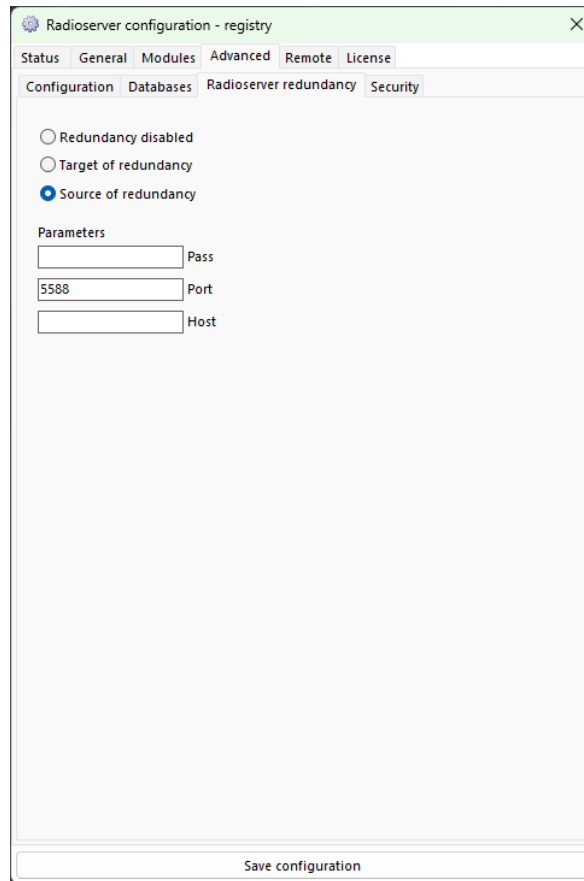 Radioserver configuration - registry
Status General Modules Advanced Remote License
Configuration Databases Radioserver redundancy Security
Redundancy disabled
Target of redundancy
Source of redundancy
Parameters
Pass
5588 Port
Host
Save configuration